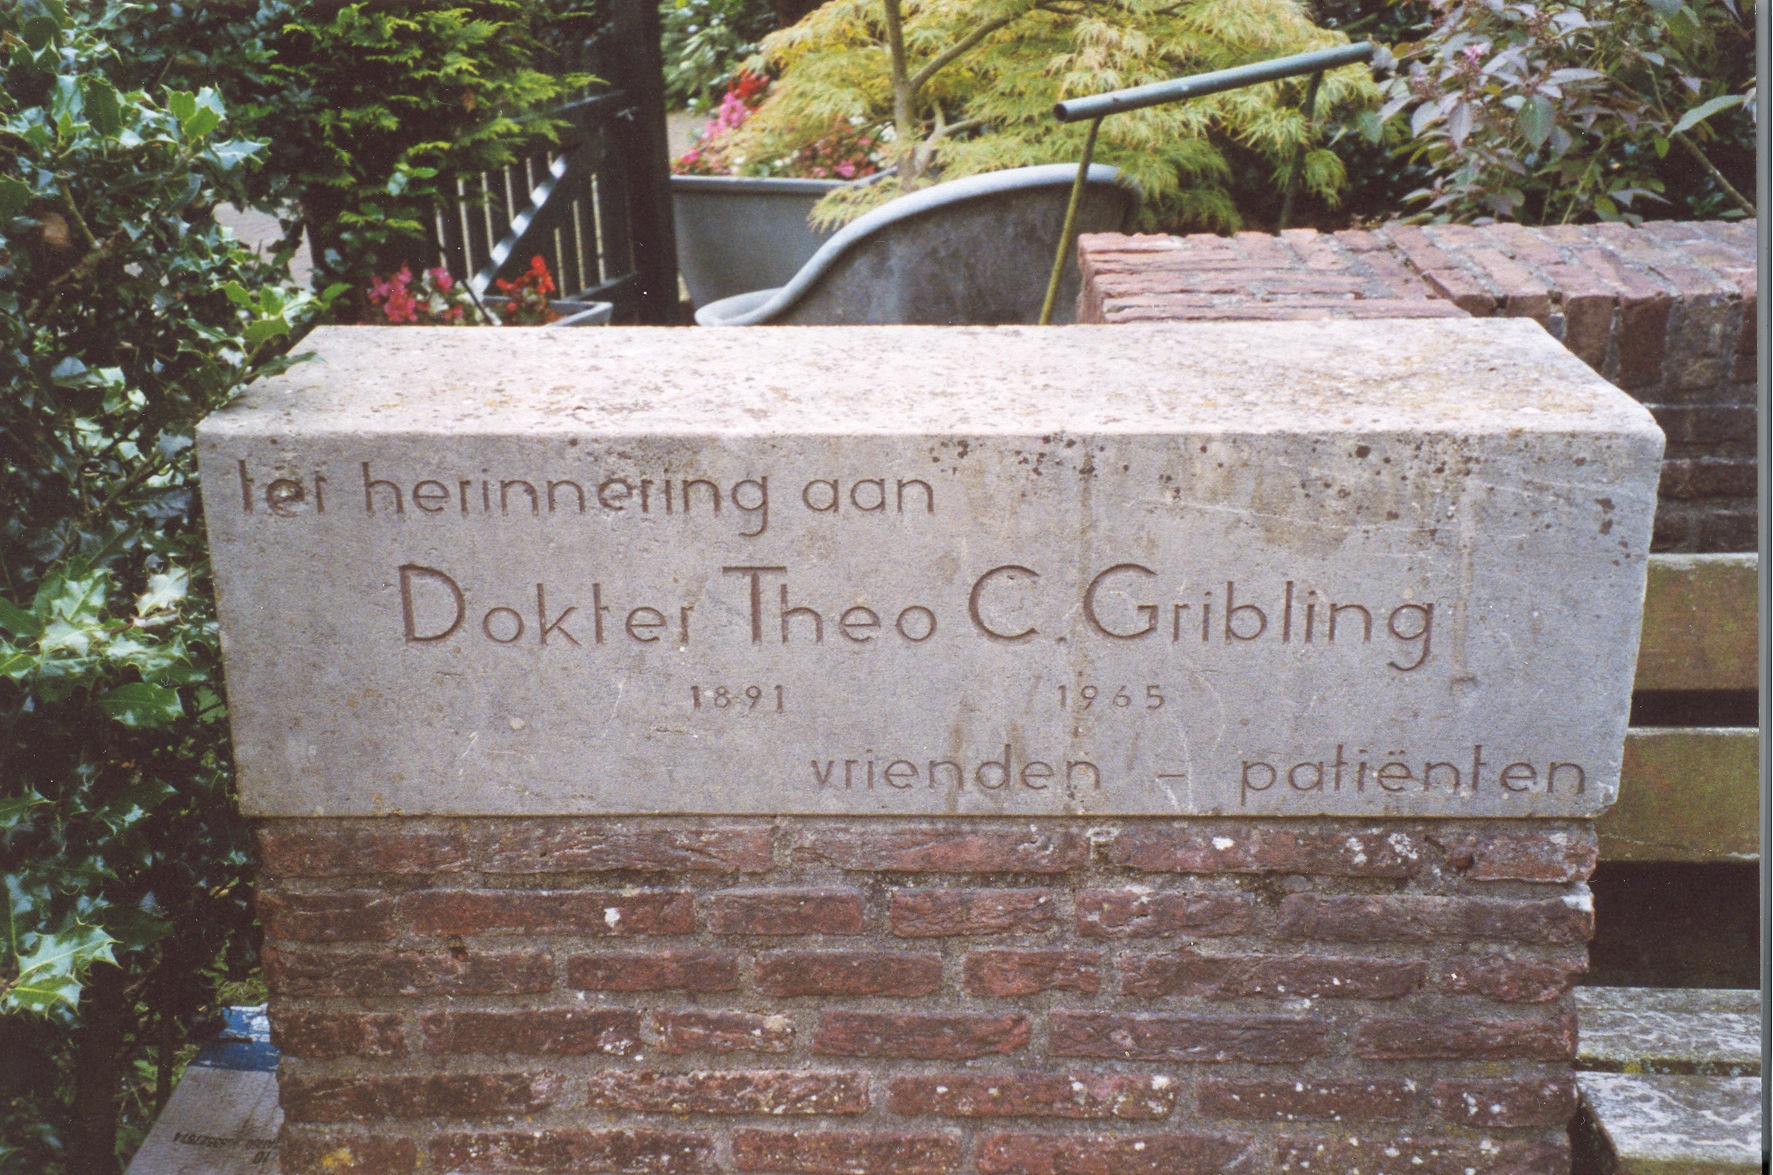 ter herinnering aan
Dokter Theo C. Gribling
1891 1965
vrienden - patiënten